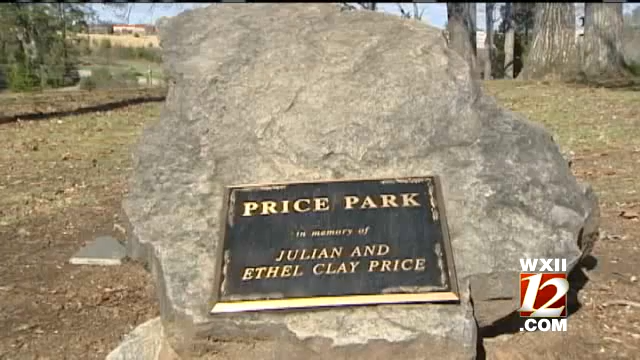 PRICE PARK
in memory of
JULIAN AND
ETHEL CLAY PRICE
WXII
12
.COM